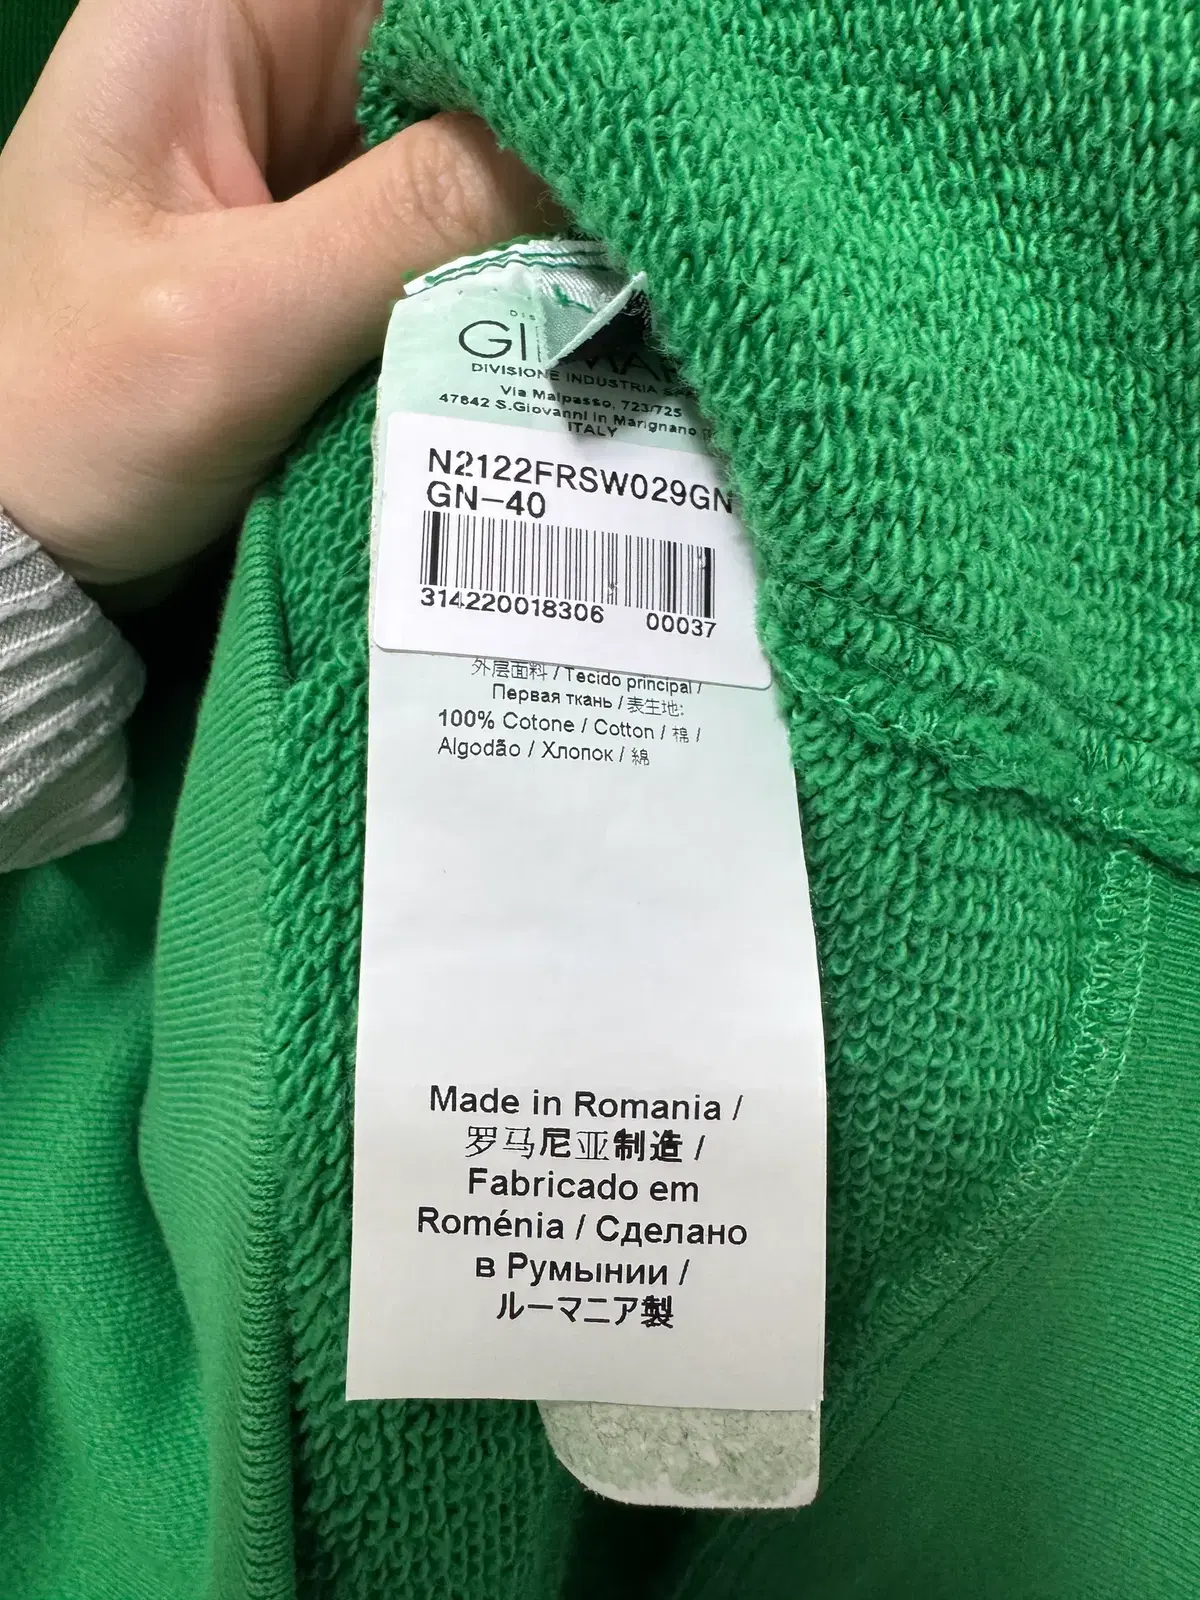 DIVISIONE INDUSTRIA
Via Malpasso, 723/725
47842 S.Giovanni in Marignano
ITALY
N2122FRSW029GN
GN-40
314220018306 00037
外层面料 / Tecido principal /
Первая ткань / 表生地:
100% Cotone / Cotton / 棉 /
Algodão / Хлопок / 綿
Made in Romania /
罗马尼亚制造 /
Fabricado em
Roménia / Сделано
в Румынии /
ルーマニア製